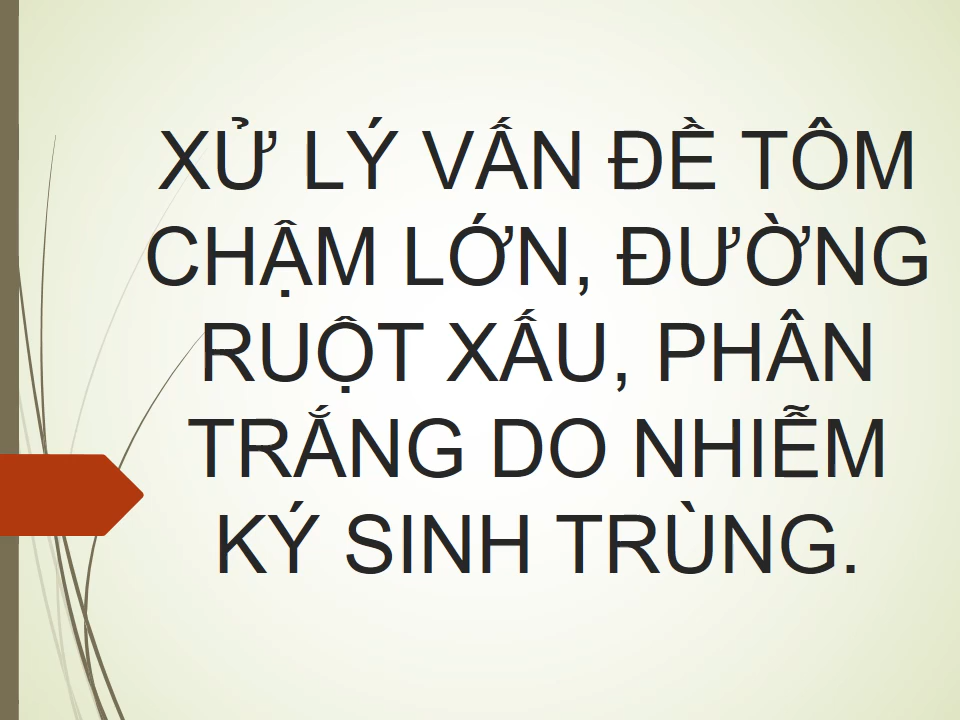 XỬ LÝ VẤN ĐỀ TÔM
CHẬM LỚN, ĐƯỜNG
RUỘT XẤU, PHÂN
TRẮNG DO NHIỄM
KÝ SINH TRÙNG.